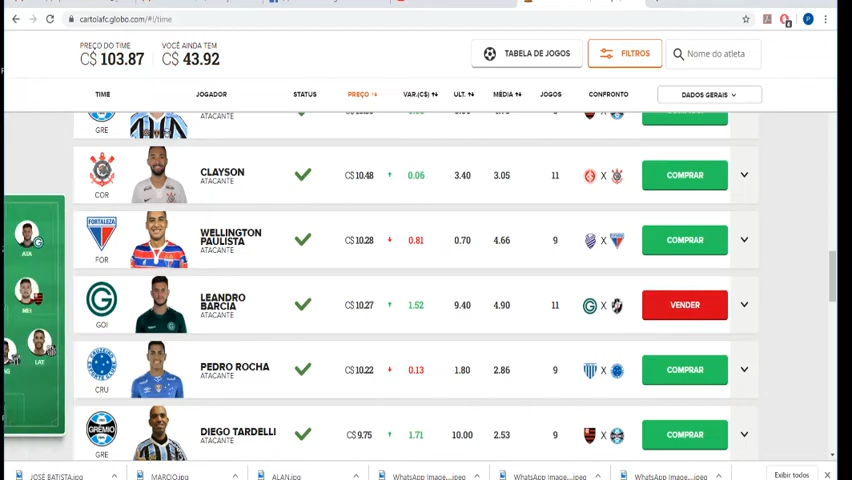 cartolafc.globo.com/#!/time
PREÇO DO TIME
C$ 103.87
VOCÊ AINDA TEM
C$ 43.92
TABELA DE JOGOS
FILTROS
Nome do atleta
TIME JOGADOR STATUS PREÇO VAR.(C$) ULT. MÉDIA JOGOS CONFRONTO DADOS GERAIS
GRE ATACANTE
CLAYSON
COR ATACANTE C$ 10.48 0.06 3.40 3.05 11 X COMPRAR
FORTALEZA
WELLINGTON
PAULISTA
FOR ATACANTE C$ 10.28 0.81 0.70 4.66 9 X COMPRAR
LEANDRO
BARCIA
GOI ATACANTE C$ 10.27 1.52 9.40 4.90 11 X VENDER
PEDRO ROCHA
CRU ATACANTE C$ 10.22 0.13 1.80 2.86 9 X COMPRAR
GRÊMIO
DIEGO TARDELLI
GRE ATACANTE C$ 9.75 1.71 10.00 2.53 9 X COMPRAR
ATA
MEI
LAT
JOSÉ BATISTA.jpg MARCIO.jpg ALAN.jpg WhatsApp Image....jpeg WhatsApp Image....jpeg WhatsApp Image....jpeg Exibir todos